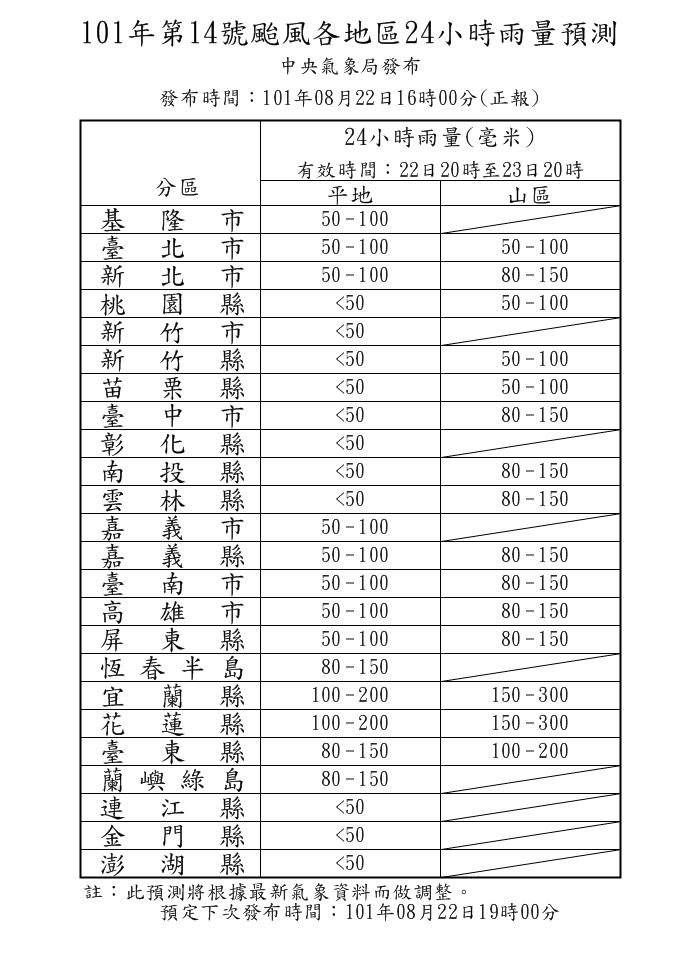 101年第14號颱風各地區24小時雨量預測
中央氣象局發布
發布時間：101年08月22日16時00分(正報)
分區
24小時雨量(毫米)
有效時間：22日20時至23日20時
平地 山區
基隆市 50-100
臺北市 50-100 50-100
新北市 50-100 80-150
桃園縣 <50 50-100
新竹市 <50
新竹縣 <50 50-100
苗栗縣 <50 50-100
臺中市 <50 80-150
彰化縣 <50
南投縣 <50 80-150
雲林縣 <50 80-150
嘉義市 50-100
嘉義縣 50-100 80-150
臺南市 50-100 80-150
高雄市 50-100 80-150
屏東縣 50-100 80-150
恆春半島 80-150
宜蘭縣 100-200 150-300
花蓮縣 100-200 150-300
臺東縣 80-150 100-200
蘭嶼綠島 80-150
連江縣 <50
金門縣 <50
澎湖縣 <50
註：此預測將根據最新氣象資料而做調整。
預定下次發布時間：101年08月22日19時00分